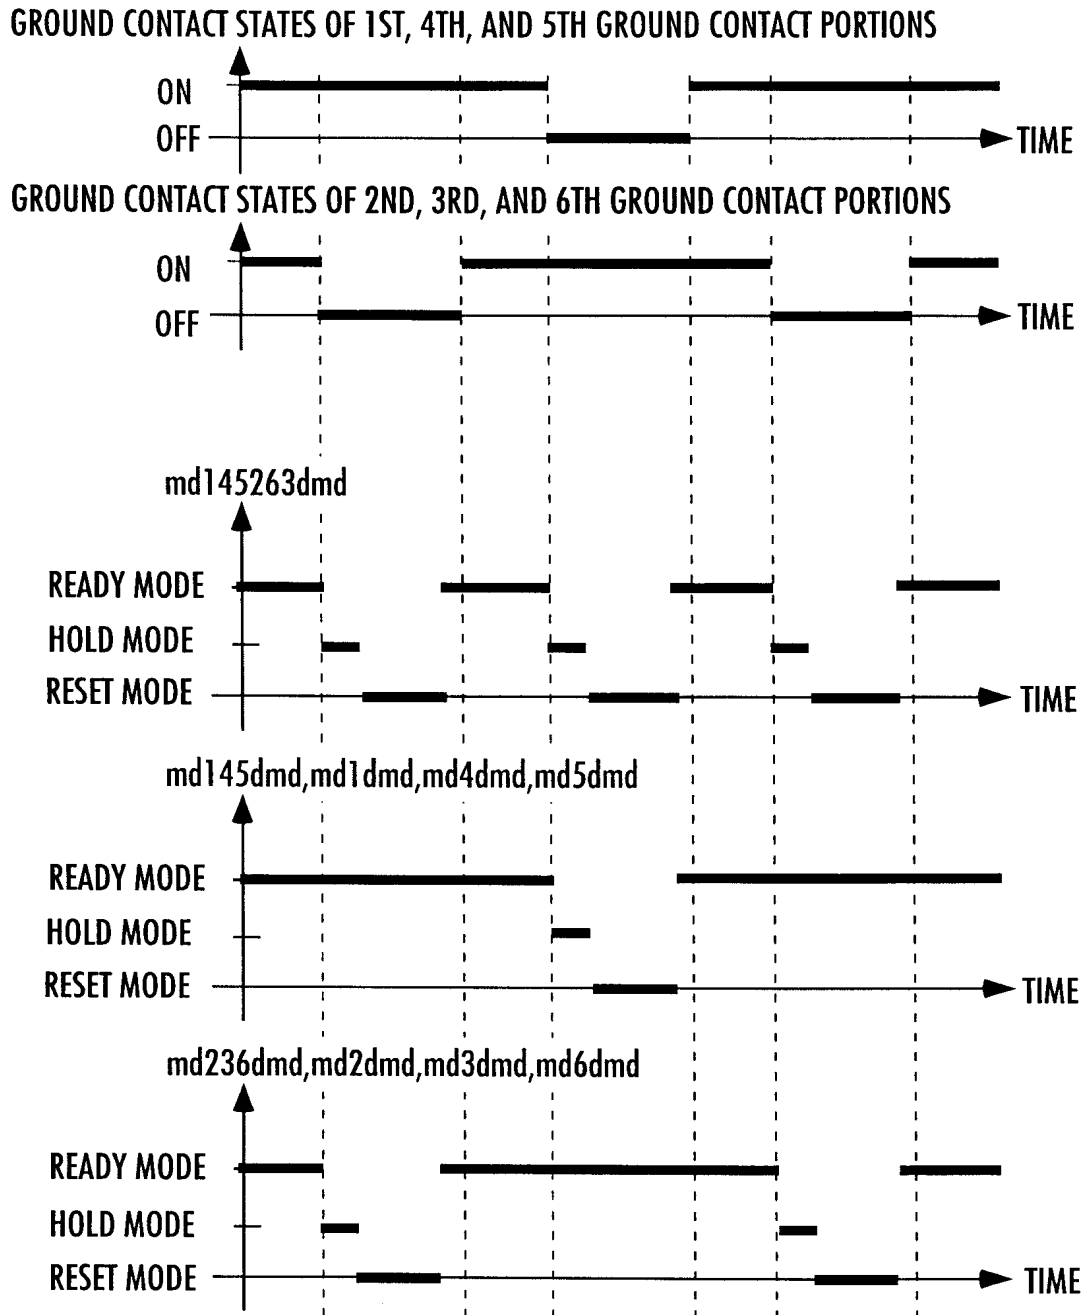 GROUND CONTACT STATES OF 1ST, 4TH, AND 5TH GROUND CONTACT PORTIONS
ON
OFF
TIME
GROUND CONTACT STATES OF 2ND, 3RD, AND 6TH GROUND CONTACT PORTIONS
ON
OFF
TIME
md145263dmd
READY MODE
HOLD MODE
RESET MODE
TIME
md145dmd,md1dmd,md4dmd,md5dmd
READY MODE
HOLD MODE
RESET MODE
TIME
md236dmd,md2dmd,md3dmd,md6dmd
READY MODE
HOLD MODE
RESET MODE
TIME